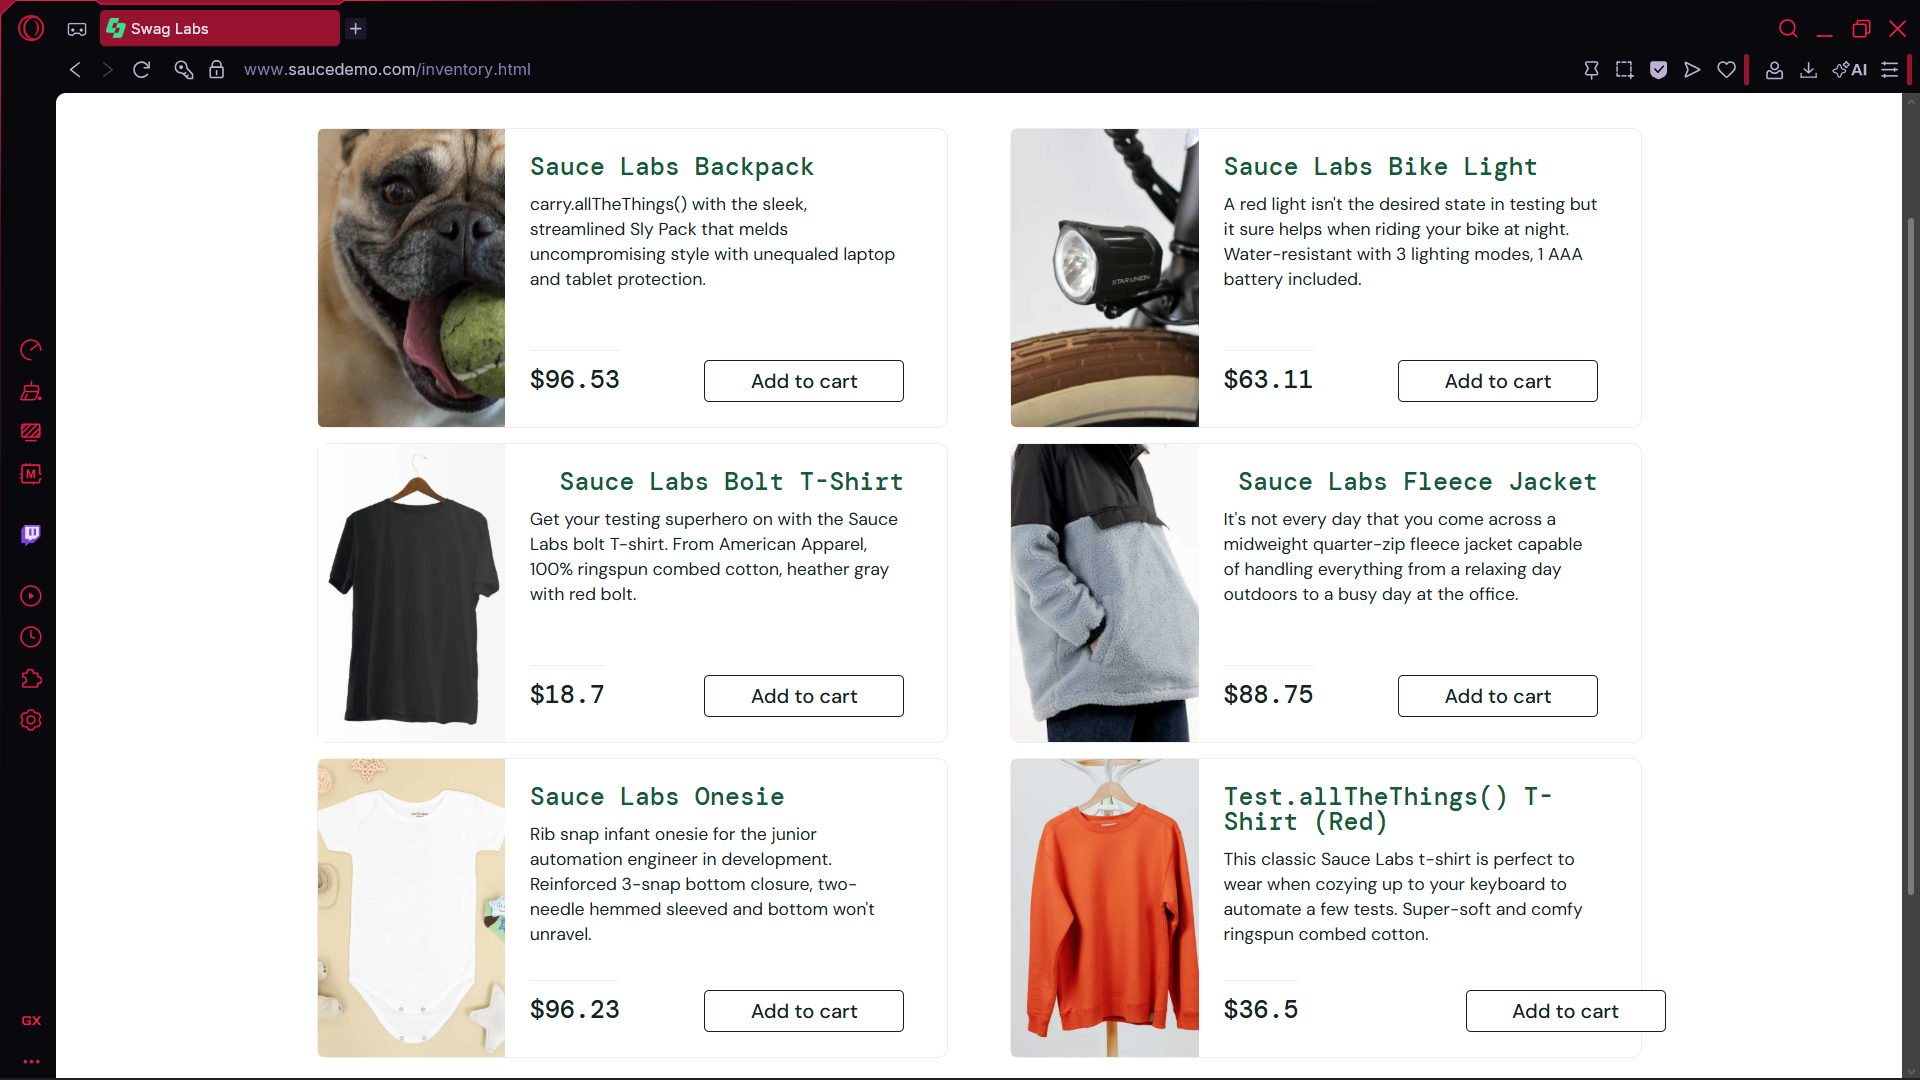 Swag Labs
www.saucedemo.com/inventory.html
AI
Sauce Labs Backpack
carry.allTheThings() with the sleek,
streamlined Sly Pack that melds
uncompromising style with unequaled laptop
and tablet protection.
$96.53
Add to cart
STAR UNION
Sauce Labs Bike Light
A red light isn't the desired state in testing but
it sure helps when riding your bike at night.
Water-resistant with 3 lighting modes, 1 AAA
battery included.
$63.11
Add to cart
Sauce Labs Bolt T-Shirt
Get your testing superhero on with the Sauce
Labs bolt T-shirt. From American Apparel,
100% ringspun combed cotton, heather gray
with red bolt.
$18.7
Add to cart
Sauce Labs Fleece Jacket
It's not every day that you come across a
midweight quarter-zip fleece jacket capable
of handling everything from a relaxing day
outdoors to a busy day at the office.
$88.75
Add to cart
Sauce Labs Onesie
Rib snap infant onesie for the junior
automation engineer in development.
Reinforced 3-snap bottom closure, two-
needle hemmed sleeved and bottom won't
unravel.
$96.23
Add to cart
Test.allTheThings() T-
Shirt (Red)
This classic Sauce Labs t-shirt is perfect to
wear when cozying up to your keyboard to
automate a few tests. Super-soft and comfy
ringspun combed cotton.
$36.5
Add to cart
M
GX